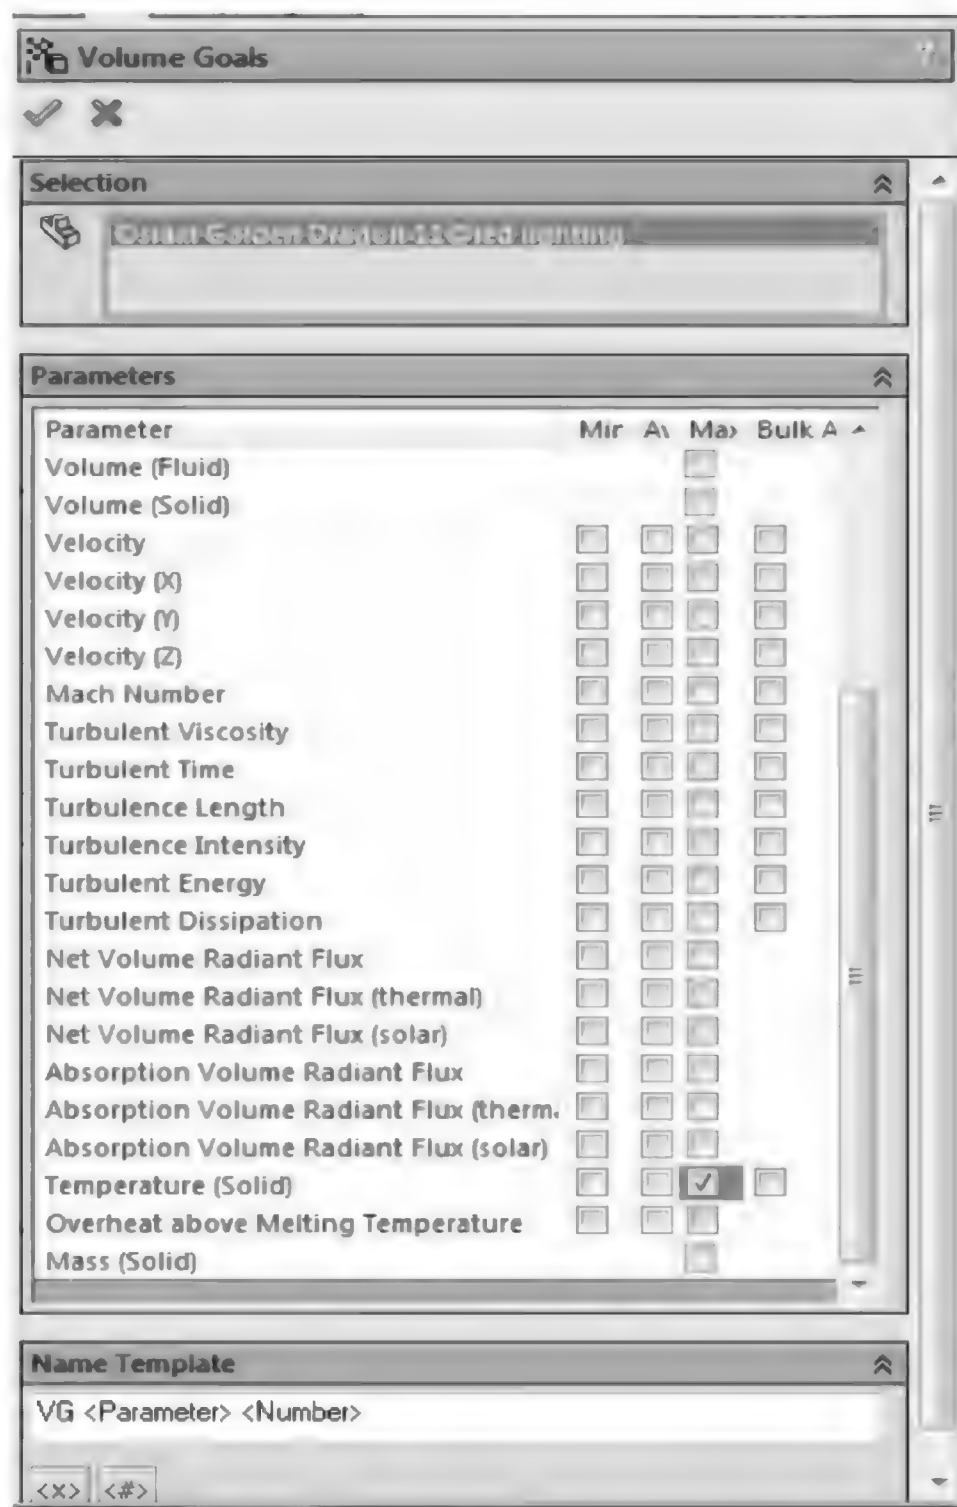 Volume Goals
Selection
Parameters
Parameter Mir Av Max Bulk A
Volume (Fluid)
Volume (Solid)
Velocity
Velocity (X)
Velocity (Y)
Velocity (Z)
Mach Number
Turbulent Viscosity
Turbulent Time
Turbulence Length
Turbulence Intensity
Turbulent Energy
Turbulent Dissipation
Net Volume Radiant Flux
Net Volume Radiant Flux (thermal)
Net Volume Radiant Flux (solar)
Absorption Volume Radiant Flux
Absorption Volume Radiant Flux (therm
Absorption Volume Radiant Flux (solar)
Temperature (Solid)
Overheat above Melting Temperature
Mass (Solid)
Name Template
VG <Parameter> <Number>
<x> <#>